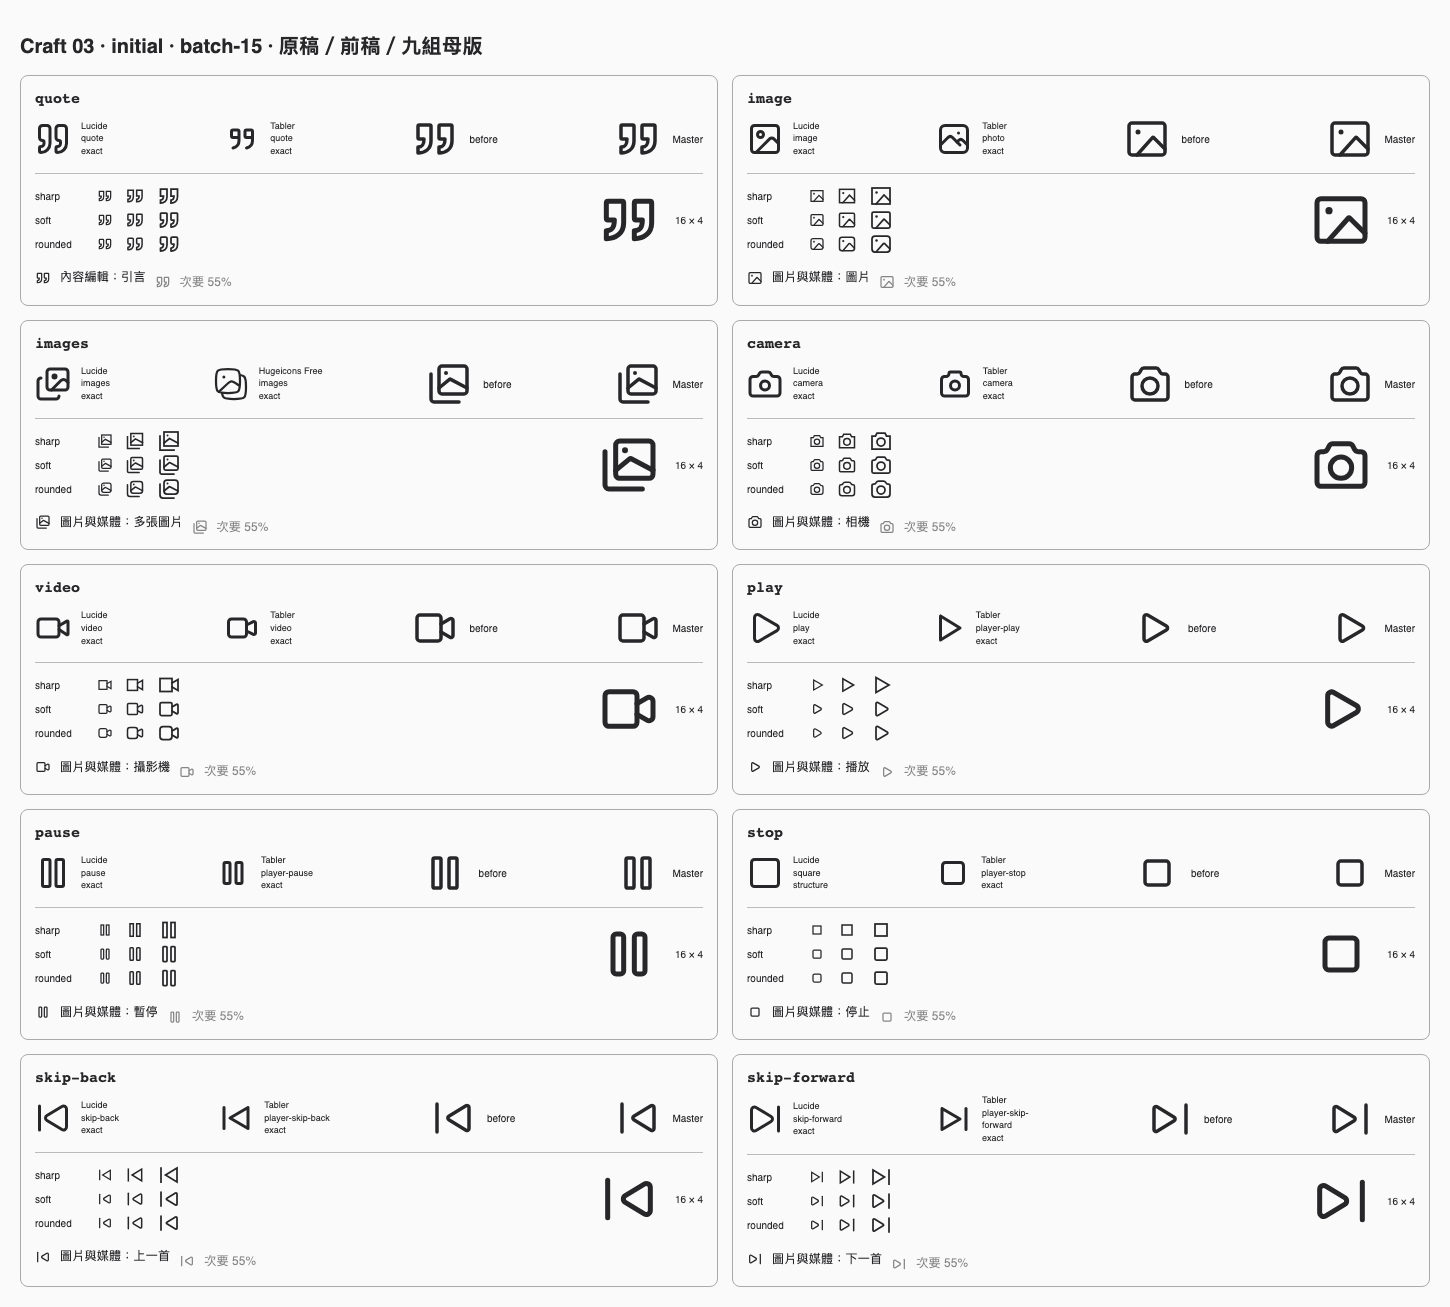 Craft 03 · initial · batch-15 · 原稿 / 前稿 / 九組母版
quote
Lucide
quote
exact
Tabler
quote
exact
before
Master
sharp
soft
16 × 4
rounded
內容編輯：引言
次要 55%
image
Lucide
image
exact
Tabler
photo
exact
before
Master
sharp
soft
16 × 4
rounded
圖片與媒體：圖片
次要 55%
images
Lucide
images
exact
Hugeicons Free
images
exact
before
Master
sharp
soft
16 × 4
rounded
圖片與媒體：多張圖片
次要 55%
camera
Lucide
camera
exact
Tabler
camera
exact
before
Master
sharp
soft
16 × 4
rounded
圖片與媒體：相機
次要 55%
video
Lucide
video
exact
Tabler
video
exact
before
Master
sharp
soft
16 × 4
rounded
圖片與媒體：攝影機
次要 55%
play
Lucide
play
exact
Tabler
player-play
exact
before
Master
sharp
soft
16 × 4
rounded
圖片與媒體：播放
次要 55%
pause
Lucide
pause
exact
Tabler
player-pause
exact
before
Master
sharp
soft
16 × 4
rounded
圖片與媒體：暫停
次要 55%
stop
Lucide
square
structure
Tabler
player-stop
exact
before
Master
sharp
soft
16 × 4
rounded
圖片與媒體：停止
次要 55%
skip-back
Lucide
skip-back
exact
Tabler
player-skip-back
exact
before
Master
sharp
soft
16 × 4
rounded
圖片與媒體：上一首
次要 55%
skip-forward
Lucide
skip-forward
exact
Tabler
player-skip-
forward
exact
before
Master
sharp
soft
16 × 4
rounded
圖片與媒體：下一首
次要 55%